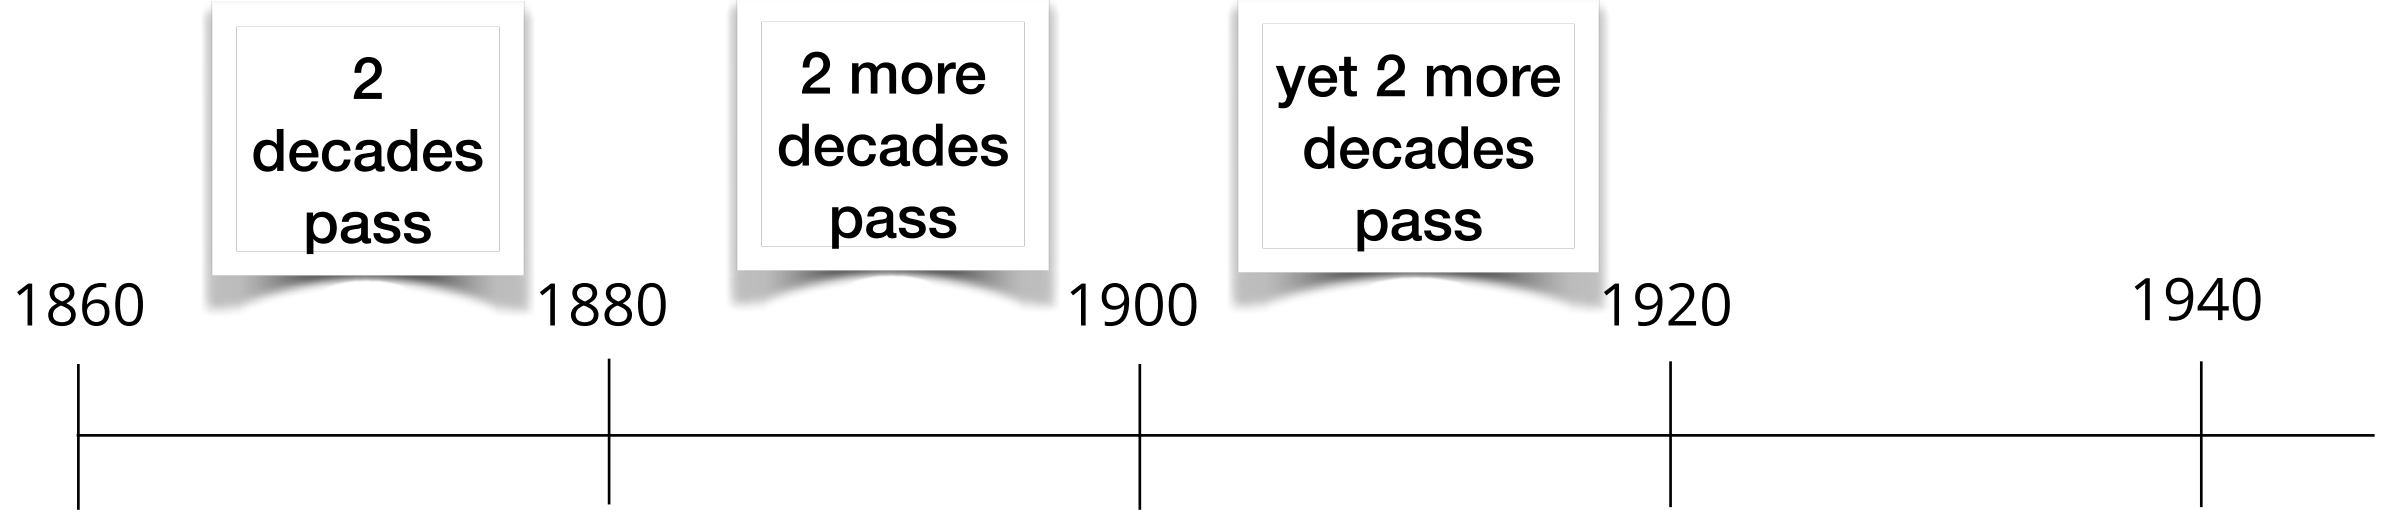 2
decades
pass
2 more
decades
pass
yet 2 more
decades
pass
1860
1880
1900
1920
1940